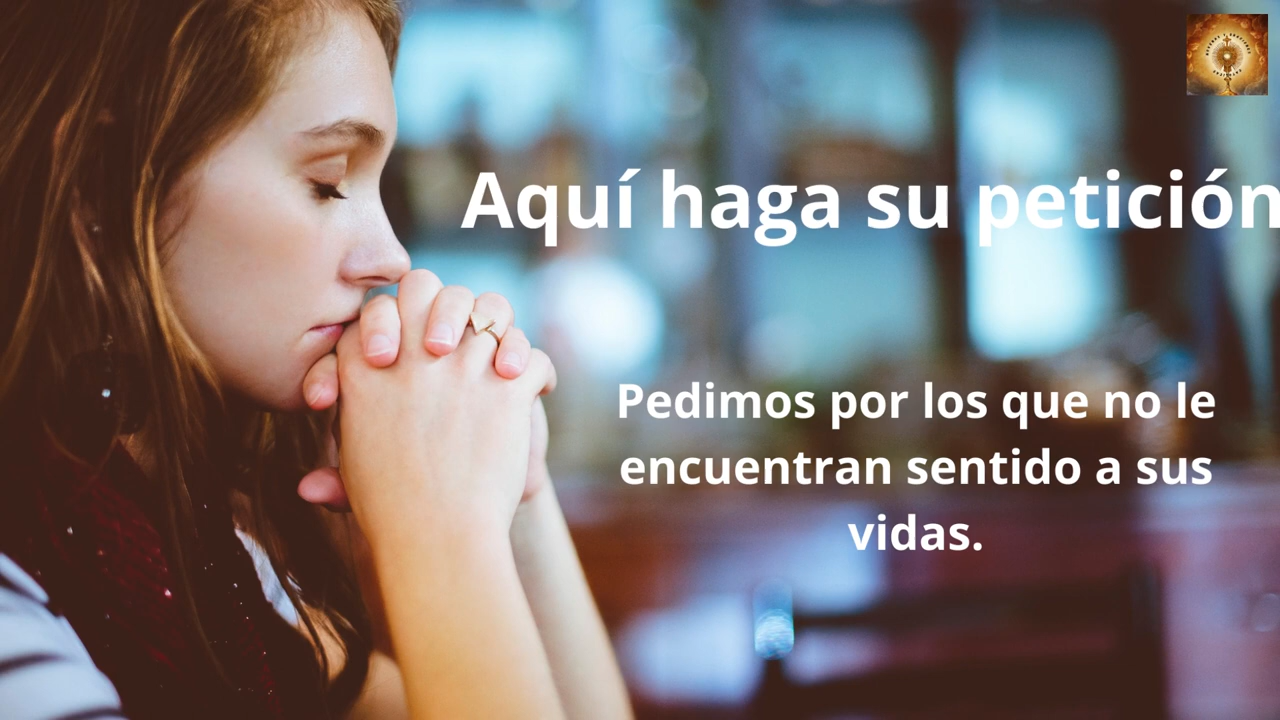 Aquí haga su petición
Pedimos por los que no le
encuentran sentido a sus
vidas.